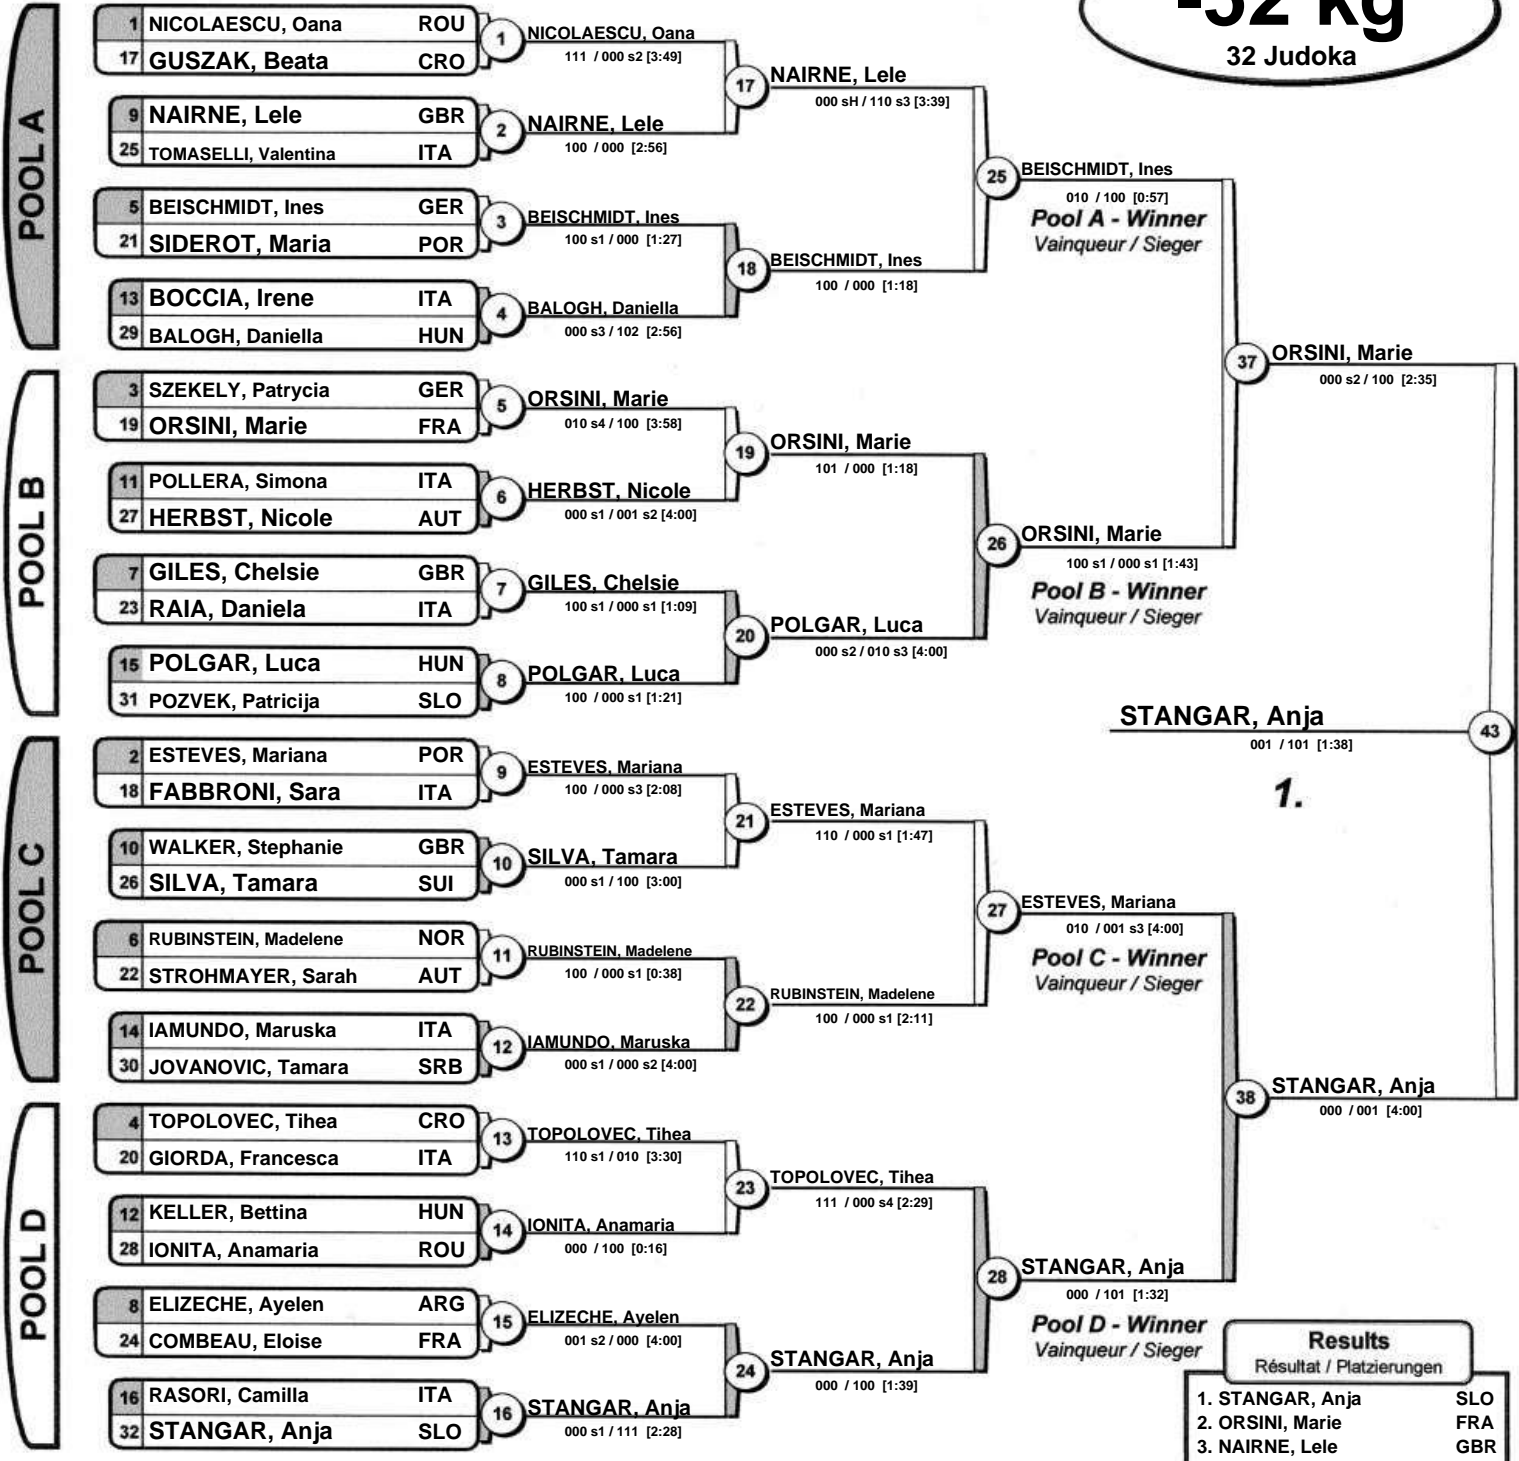 -52 kg
32 Judoka
POOL A
1 NICOLAESCU, Oana ROU
17 GUSZAK, Beata CRO
9 NAIRNE, Lele GBR
25 TOMASELLI, Valentina ITA
5 BEISCHMIDT, Ines GER
21 SIDEROT, Maria POR
13 BOCCIA, Irene ITA
29 BALOGH, Daniella HUN
POOL B
3 SZEKELY, Patrycia GER
19 ORSINI, Marie FRA
11 POLLERA, Simona ITA
27 HERBST, Nicole AUT
7 GILES, Chelsie GBR
23 RAIA, Daniela ITA
15 POLGAR, Luca HUN
31 POZVEK, Patricija SLO
POOL C
2 ESTEVES, Mariana POR
18 FABBRONI, Sara ITA
10 WALKER, Stephanie GBR
26 SILVA, Tamara SUI
6 RUBINSTEIN, Madelene NOR
22 STROHMAYER, Sarah AUT
14 IAMUNDO, Maruska ITA
30 JOVANOVIC, Tamara SRB
POOL D
4 TOPOLOVEC, Tihea CRO
20 GIORDA, Francesca ITA
12 KELLER, Bettina HUN
28 IONITA, Anamaria ROU
8 ELIZECHE, Ayelen ARG
24 COMBEAU, Eloise FRA
16 RASORI, Camilla ITA
32 STANGAR, Anja SLO
1 NICOLAESCU, Oana
111 / 000 s2 [3:49]
2 NAIRNE, Lele
100 / 000 [2:56]
3 BEISCHMIDT, Ines
100 s1 / 000 [1:27]
4 BALOGH, Daniella
000 s3 / 102 [2:56]
5 ORSINI, Marie
010 s4 / 100 [3:58]
6 HERBST, Nicole
000 s1 / 001 s2 [4:00]
7 GILES, Chelsie
100 s1 / 000 s1 [1:09]
8 POLGAR, Luca
100 / 000 s1 [1:21]
9 ESTEVES, Mariana
100 / 000 s3 [2:08]
10 SILVA, Tamara
000 s1 / 100 [3:00]
11 RUBINSTEIN, Madelene
100 / 000 s1 [0:38]
12 IAMUNDO, Maruska
000 s1 / 000 s2 [4:00]
13 TOPOLOVEC, Tihea
110 s1 / 010 [3:30]
14 IONITA, Anamaria
000 / 100 [0:16]
15 ELIZECHE, Ayelen
001 s2 / 000 [4:00]
16 STANGAR, Anja
000 s1 / 111 [2:28]
17 NAIRNE, Lele
000 sH / 110 s3 [3:39]
18 BEISCHMIDT, Ines
100 / 000 [1:18]
19 ORSINI, Marie
101 / 000 [1:18]
20 POLGAR, Luca
000 s2 / 010 s3 [4:00]
21 ESTEVES, Mariana
110 / 000 s1 [1:47]
22 RUBINSTEIN, Madelene
100 / 000 s1 [2:11]
23 TOPOLOVEC, Tihea
111 / 000 s4 [2:29]
24 STANGAR, Anja
000 / 100 [1:39]
25 BEISCHMIDT, Ines
010 / 100 [0:57]
Pool A - Winner
Vainqueur / Sieger
26 ORSINI, Marie
100 s1 / 000 s1 [1:43]
Pool B - Winner
Vainqueur / Sieger
27 ESTEVES, Mariana
010 / 001 s3 [4:00]
Pool C - Winner
Vainqueur / Sieger
28 STANGAR, Anja
000 / 101 [1:32]
Pool D - Winner
Vainqueur / Sieger
37 ORSINI, Marie
000 s2 / 100 [2:35]
38 STANGAR, Anja
000 / 001 [4:00]
STANGAR, Anja 43
001 / 101 [1:38]
1.
Results
Résultat / Platzierungen
1. STANGAR, Anja SLO
2. ORSINI, Marie FRA
3. NAIRNE, Lele GBR